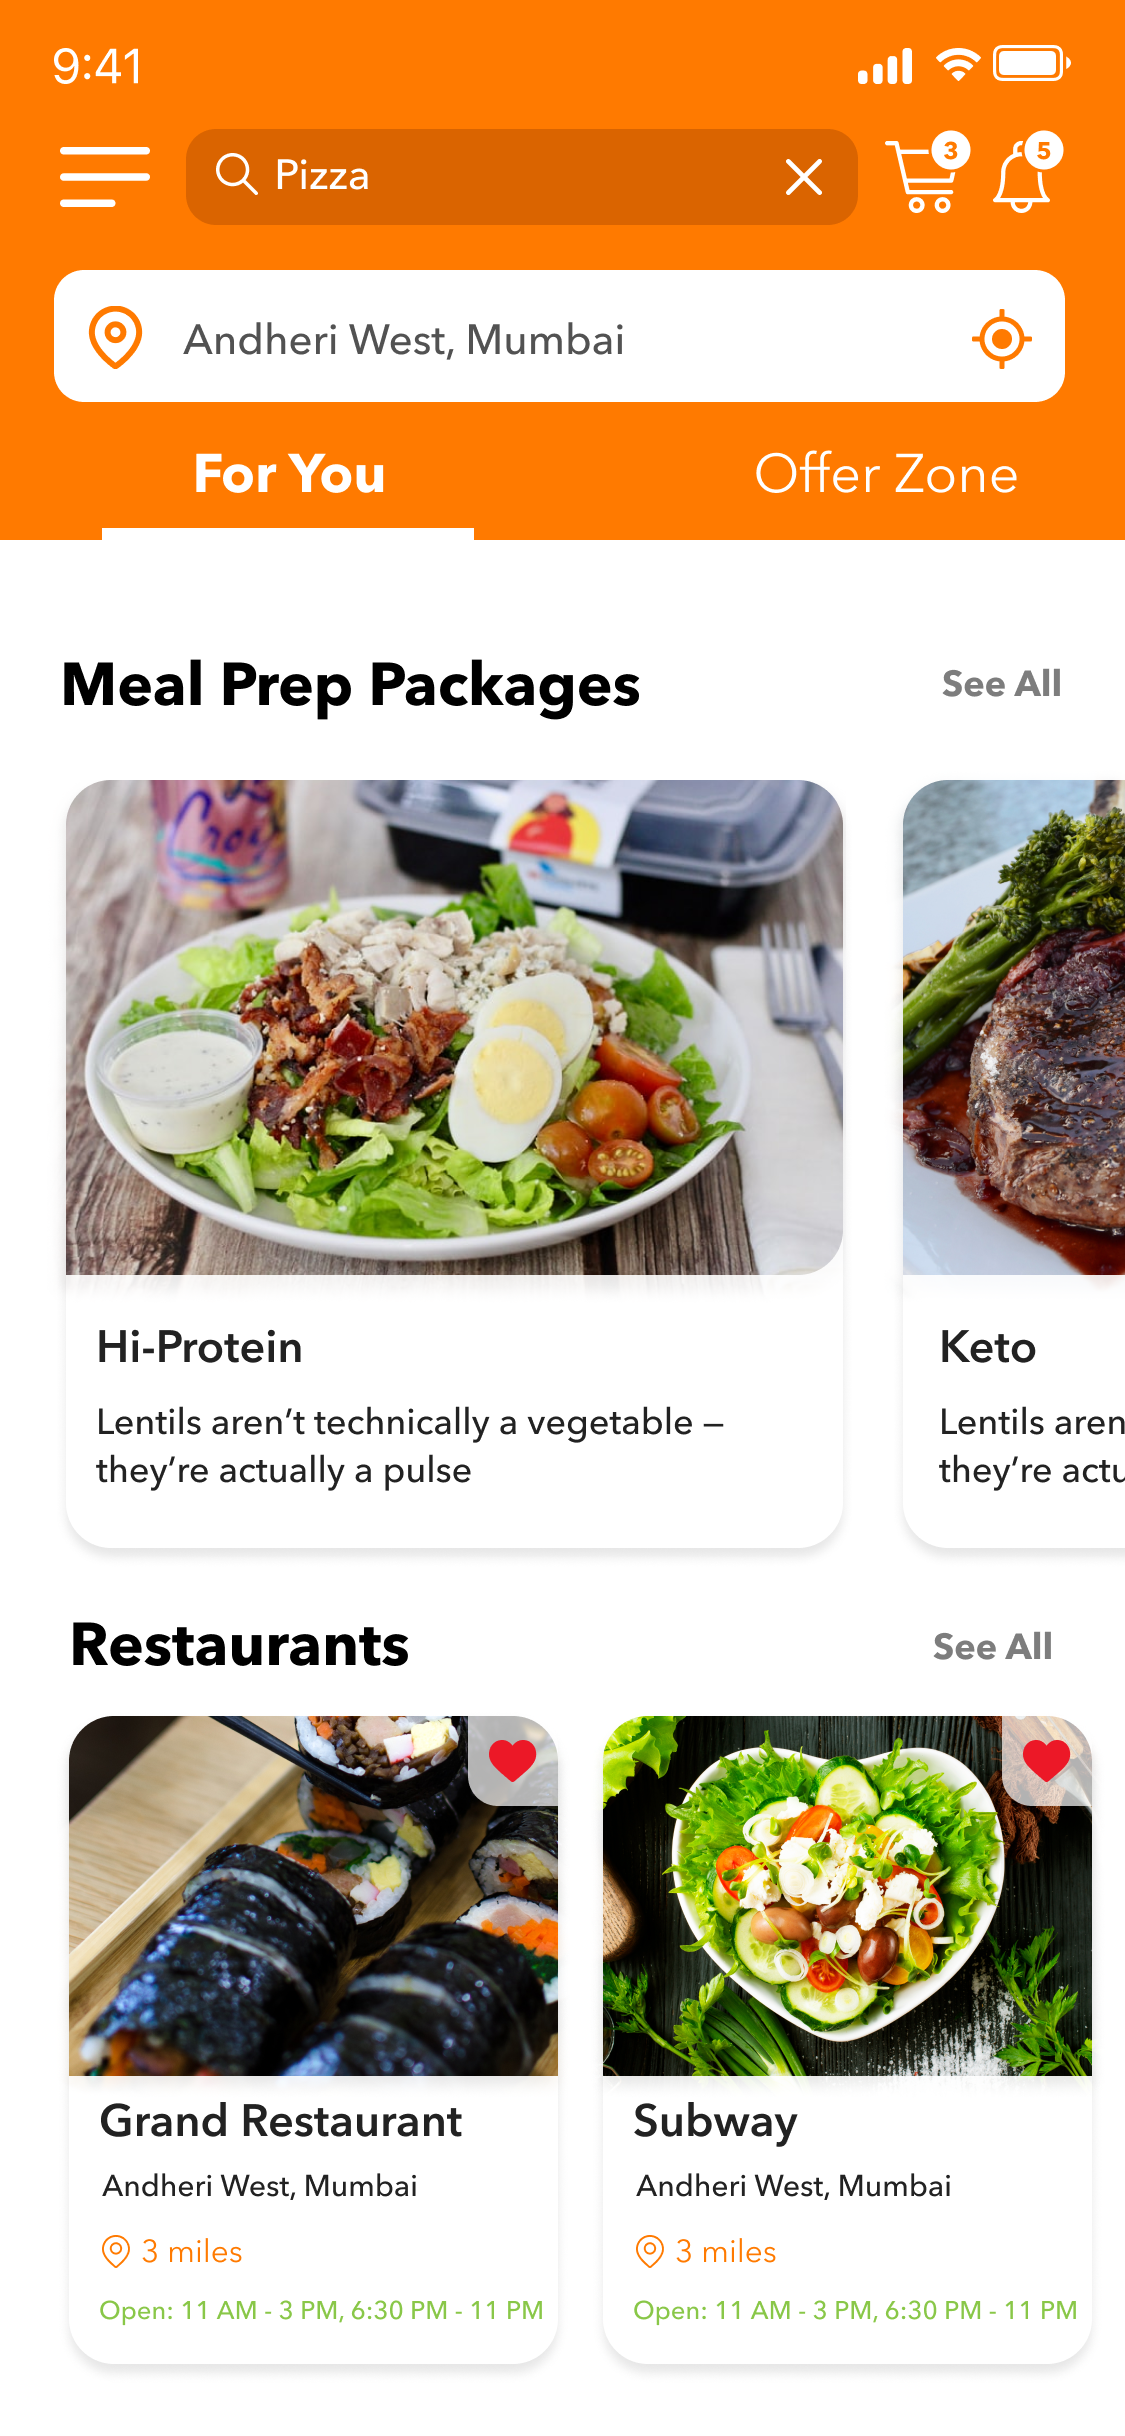 9:41
Pizza
3
5
Andheri West, Mumbai
For You
Offer Zone
Meal Prep Packages
See All
Croix
Hi-Protein
Lentils aren’t technically a vegetable –
they’re actually a pulse
Keto
Lentils aren
they’re actu
Restaurants
See All
Grand Restaurant
Andheri West, Mumbai
3 miles
Open: 11 AM - 3 PM, 6:30 PM - 11 PM
Subway
Andheri West, Mumbai
3 miles
Open: 11 AM - 3 PM, 6:30 PM - 11 PM